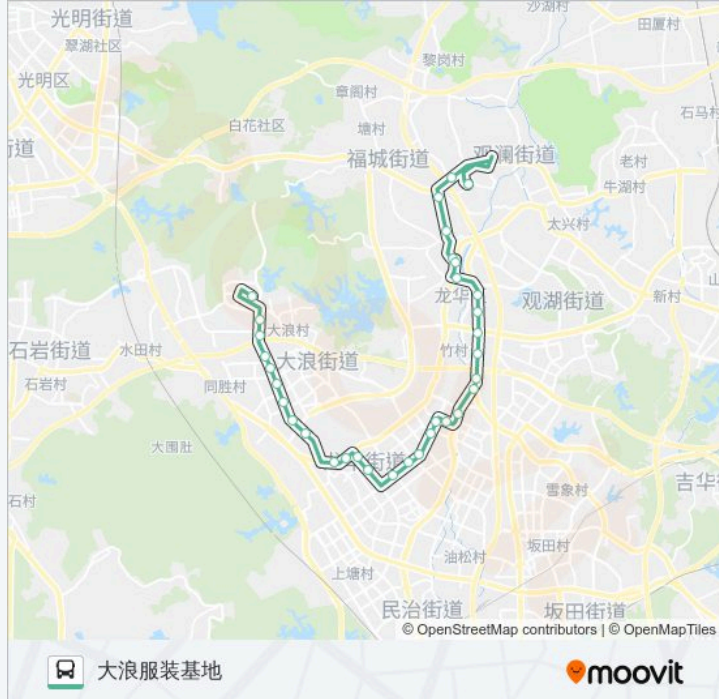 光明街道
沙湖村
田厦村
翠湖社区
黎岗村
光明区
章阁村
石马村
白花社区
塘村
街道
福城街道
观澜街道
老村
牛湖村
太兴村
龙华
观湖街道
新村
山
大浪村
石岩街道
水田村
大浪街道
竹村
石岩村
同胜村
大围肚
龙华街道
吉华街
石村
雪象村
上塘村
油松村
坂田村
民治街道
坂田街道
© OpenStreetMap contributors | © OpenMapTiles
大浪服装基地
moovit